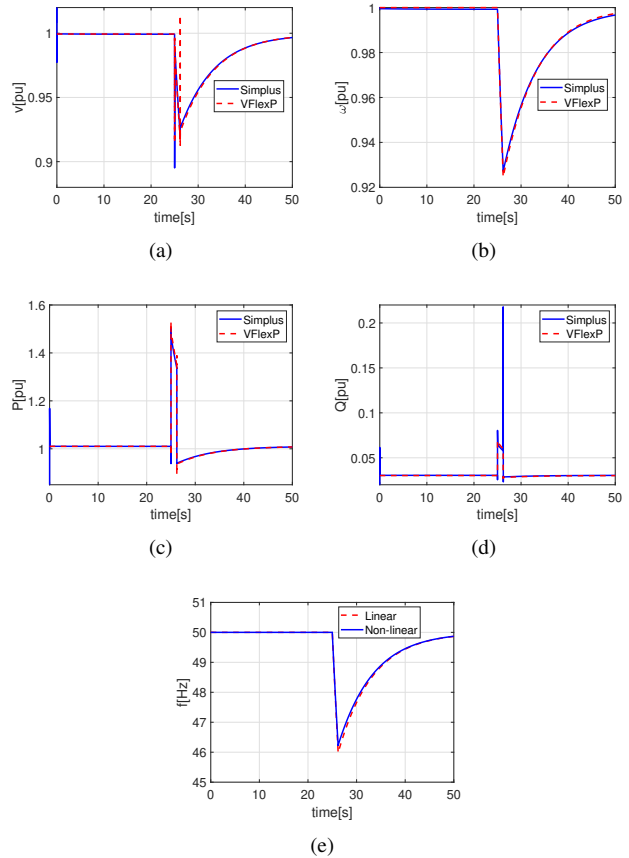 1
0.95
0.9
v[pu]
Simplus
VFlexP
0 10 20 30 40 50
time[s]
(a)
1
0.98
0.96
0.94
0.92
ω[pu]
Simplus
VFlexP
0 10 20 30 40 50
time[s]
(b)
1.6
1.4
1.2
1
P[pu]
Simplus
VFlexP
0 10 20 30 40 50
time[s]
(c)
0.2
0.15
0.1
0.05
Q[pu]
Simplus
VFlexP
0 10 20 30 40 50
time[s]
(d)
51
50
49
48
47
46
45
f[Hz]
Linear
Non-linear
0 10 20 30 40 50
time[s]
(e)